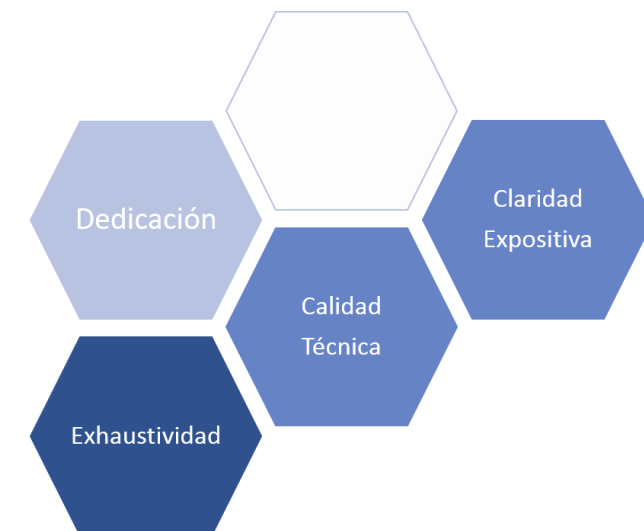 Dedicación
Claridad
Expositiva
Calidad
Técnica
Exhaustividad